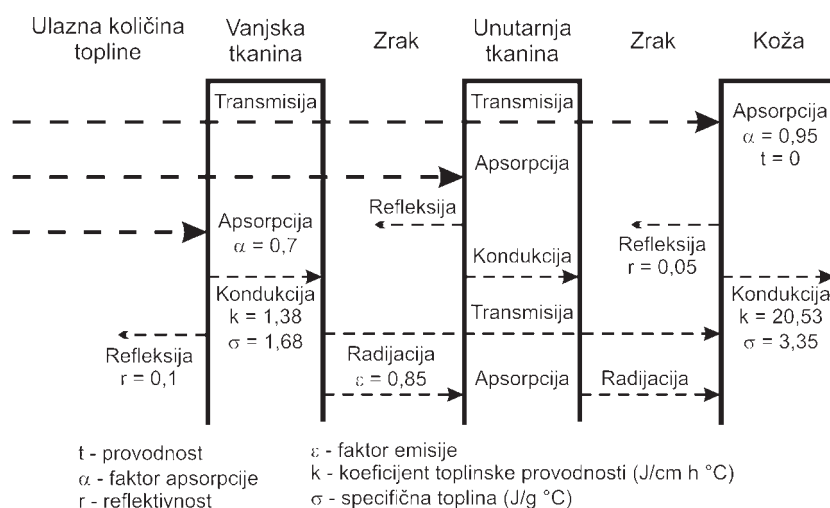 Ulazna količina
topline
Vanjska
tkanina
Zrak
Unutarnja
tkanina
Zrak
Koža
Transmisija
Transmisija
Apsorpcija
α = 0,95
t = 0
Apsorpcija
Refleksija
Apsorpcija
α = 0,7
Refleksija
r = 0,05
Kondukcija
Kondukcija
k = 1,38
σ = 1,68
Kondukcija
k = 20,53
σ = 3,35
Transmisija
Refleksija
r = 0,1
Radijacija
ε = 0,85
Apsorpcija
Radijacija
t - provodnost
α - faktor apsorpcije
r - reflektivnost
ε - faktor emisije
k - koeficijent toplinske provodnosti (J/cm h °C)
σ - specifična toplina (J/g °C)